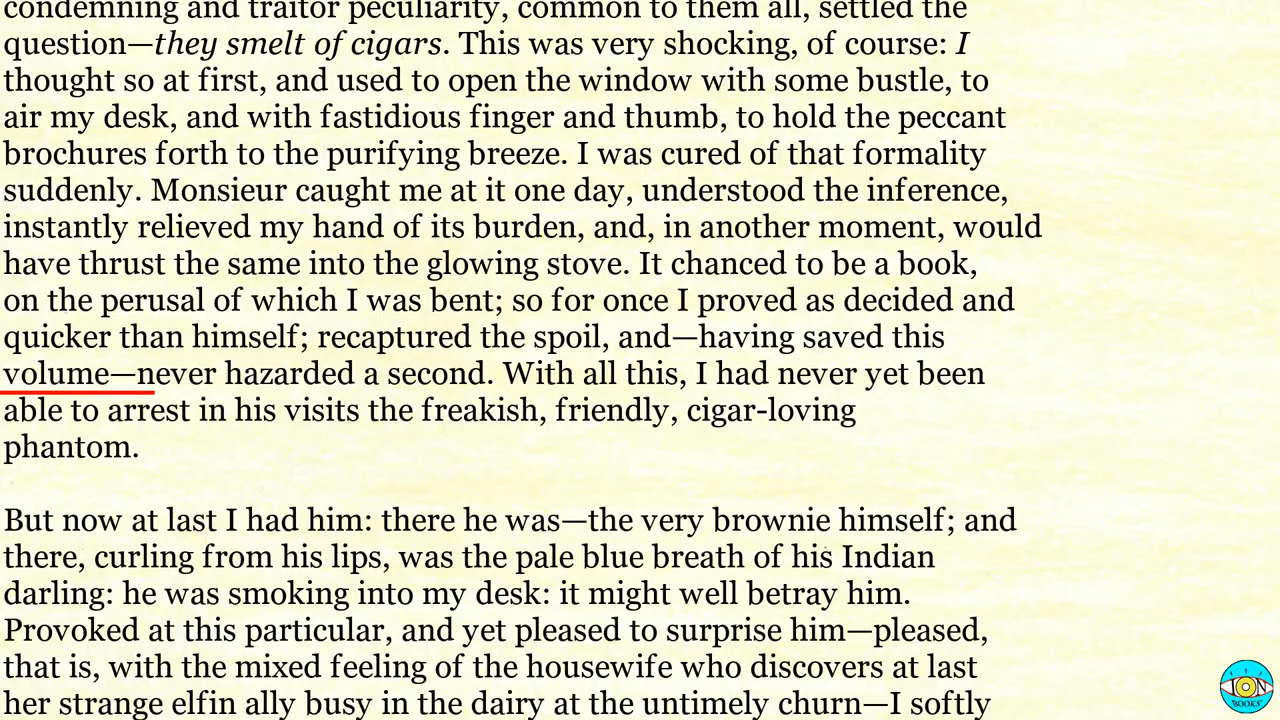 condemning and traitor peculiarity, common to them all, settled the
question—they smelt of cigars. This was very shocking, of course: I
thought so at first, and used to open the window with some bustle, to
air my desk, and with fastidious finger and thumb, to hold the peccant
brochures forth to the purifying breeze. I was cured of that formality
suddenly. Monsieur caught me at it one day, understood the inference,
instantly relieved my hand of its burden, and, in another moment, would
have thrust the same into the glowing stove. It chanced to be a book,
on the perusal of which I was bent; so for once I proved as decided and
quicker than himself; recaptured the spoil, and—having saved this
volume—never hazarded a second. With all this, I had never yet been
able to arrest in his visits the freakish, friendly, cigar-loving
phantom.
But now at last I had him: there he was—the very brownie himself; and
there, curling from his lips, was the pale blue breath of his Indian
darling: he was smoking into my desk: it might well betray him.
Provoked at this particular, and yet pleased to surprise him—pleased,
that is, with the mixed feeling of the housewife who discovers at last
her strange elfin ally busy in the dairy at the untimely churn—I softly
ION
BOOKS